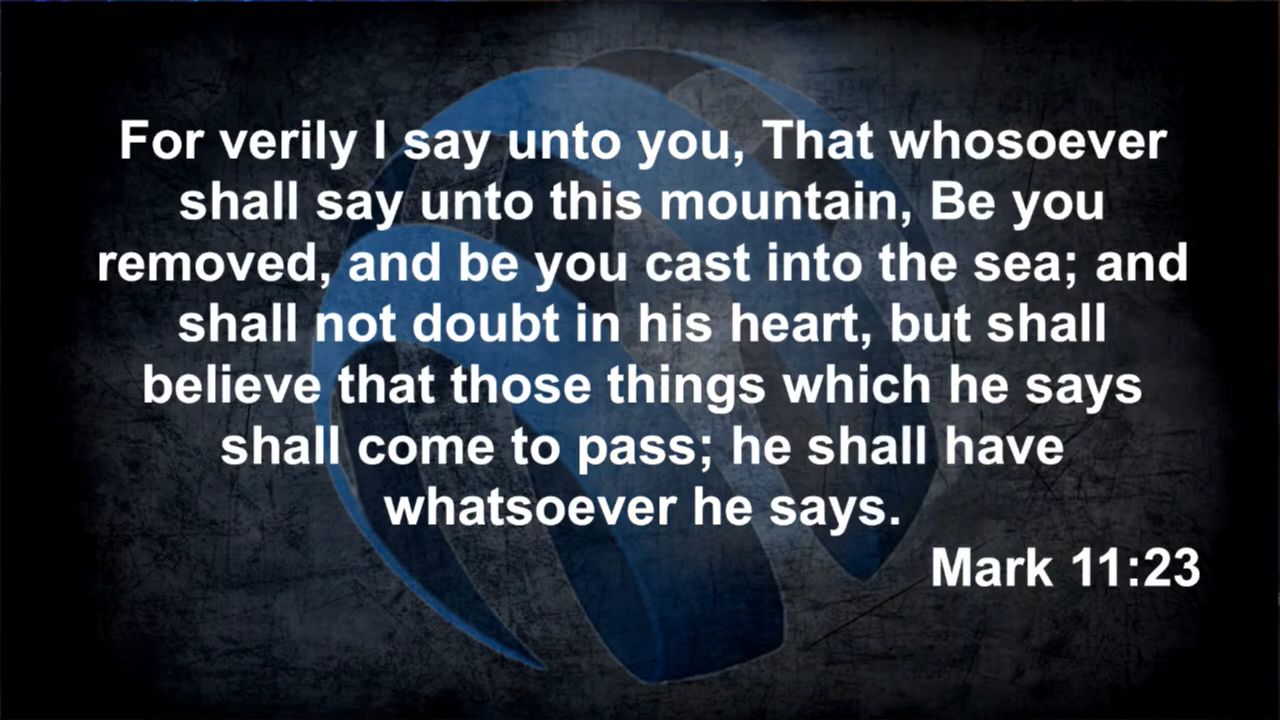 For verily I say unto you, That whosoever
shall say unto this mountain, Be you
removed, and be you cast into the sea; and
shall not doubt in his heart, but shall
believe that those things which he says
shall come to pass; he shall have
whatsoever he says.
Mark 11:23